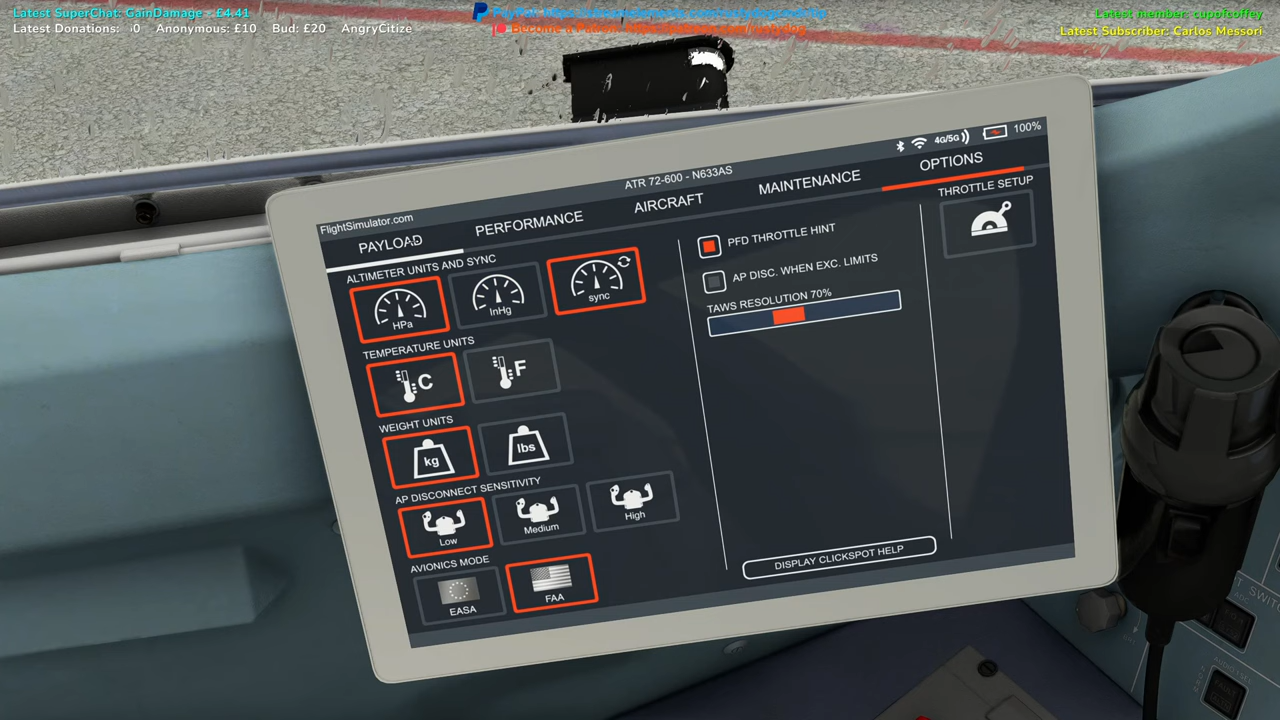 Latest SuperChat: GainDamage - £4.41
Latest Donations: £10 Anonymous: £10 Bud: £20 AngryCitize
Latest member: cupofcoffey
Latest Subscriber: Carlos Messori
FlightSimulator.com
ATR 72-600 - N633AS
4G/5G
100%
PAYLOAD
PERFORMANCE
AIRCRAFT
MAINTENANCE
OPTIONS
ALTIMETER UNITS AND SYNC
HPa
InHg
sync
TEMPERATURE UNITS
C
F
WEIGHT UNITS
kg
lbs
AP DISCONNECT SENSITIVITY
Low
Medium
High
AVIONICS MODE
EASA
FAA
PFD THROTTLE HINT
AP DISC. WHEN EXC. LIMITS
TAWS RESOLUTION 70%
DISPLAY CLICKSPOT HELP
THROTTLE SETUP